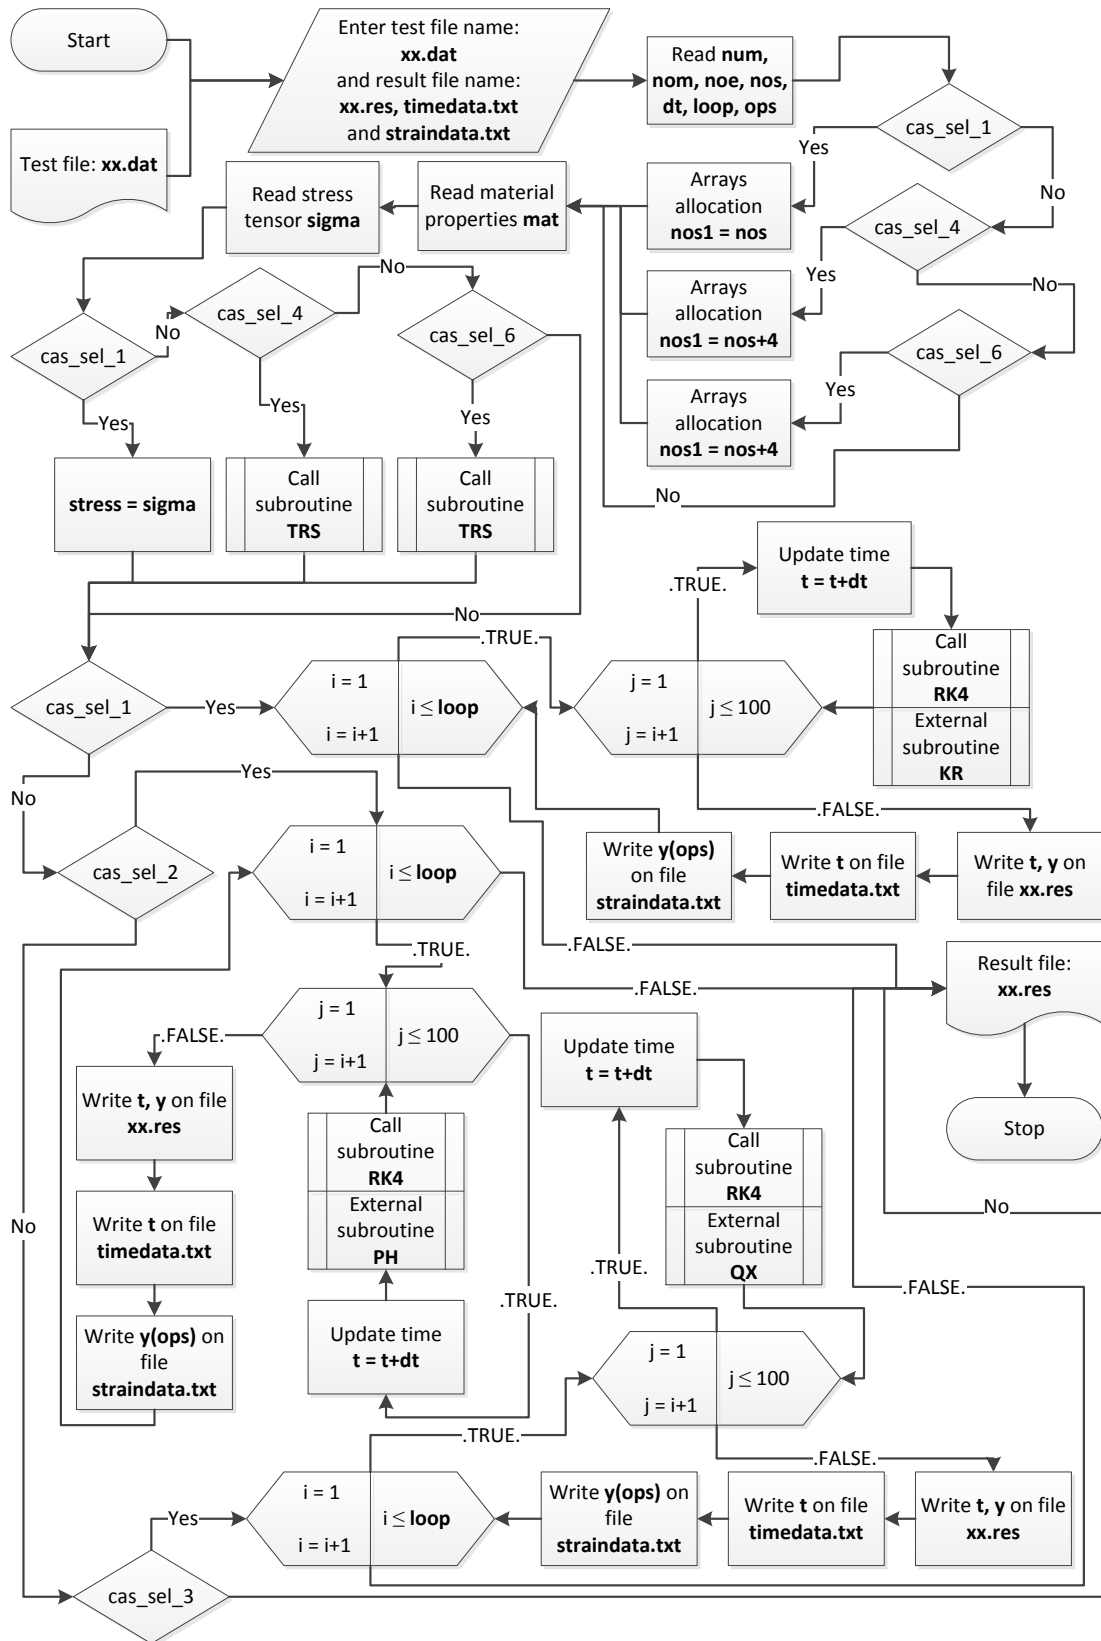 Start
Enter test file name:
xx.dat
and result file name:
xx.res, timedata.txt
and straindata.txt
Read num,
nom, noe, nos,
dt, loop, ops
Test file: xx.dat
cas_sel_1
Yes
No
Read stress
tensor sigma
Read material
properties mat
Arrays
allocation
nos1 = nos
cas_sel_4
Yes
No
Arrays
allocation
nos1 = nos+4
cas_sel_6
Yes
No
Arrays
allocation
nos1 = nos+4
cas_sel_1
No
Yes
cas_sel_4
No
Yes
cas_sel_6
Yes
No
stress = sigma
Call
subroutine
TRS
Call
subroutine
TRS
cas_sel_1
Yes
No
i = 1
i = i+1
i ≤ loop
.TRUE.
.FALSE.
j = 1
j = i+1
j ≤ 100
.TRUE.
.FALSE.
Update time
t = t+dt
Call
subroutine
RK4
External
subroutine
KR
Write t, y on
file xx.res
Write t on file
timedata.txt
Write y(ops)
on file
straindata.txt
cas_sel_2
Yes
No
i = 1
i = i+1
i ≤ loop
.TRUE.
.FALSE.
j = 1
j = i+1
j ≤ 100
.FALSE.
.TRUE.
Write t, y on file
xx.res
Write t on file
timedata.txt
Write y(ops) on
file
straindata.txt
Call
subroutine
RK4
External
subroutine
PH
Update time
t = t+dt
Result file:
xx.res
Stop
Update time
t = t+dt
Call
subroutine
RK4
External
subroutine
QX
.TRUE.
No
.FALSE.
j = 1
j = i+1
j ≤ 100
.TRUE.
.FALSE.
cas_sel_3
Yes
i = 1
i = i+1
i ≤ loop
Write y(ops) on
file
straindata.txt
Write t on file
timedata.txt
Write t, y on file
xx.res